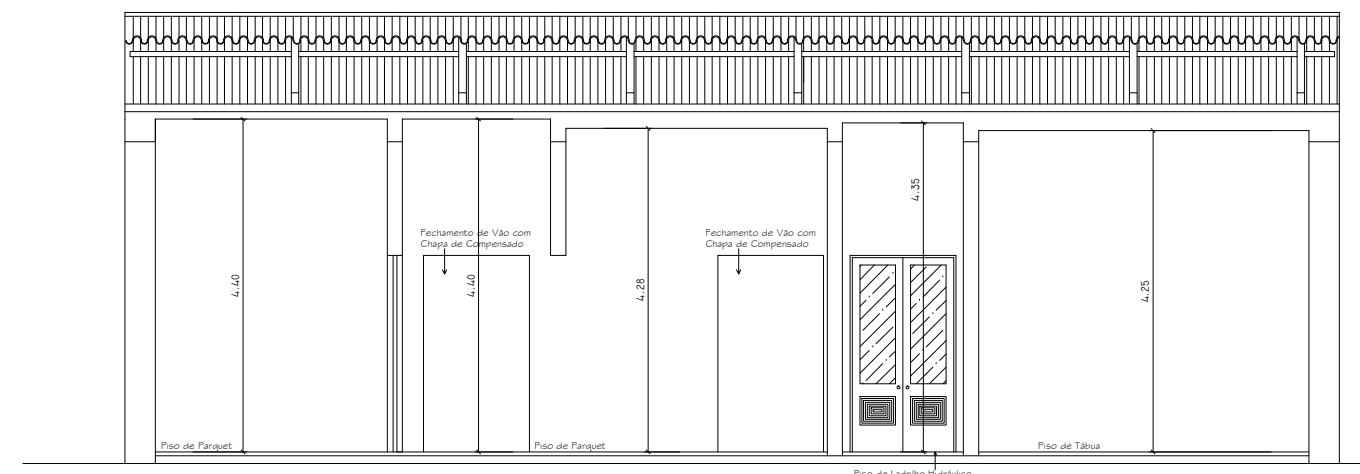 4.35
Fechamento de Vão com
Chapa de Compensado
Fechamento de Vão com
Chapa de Compensado
4.40
4.40
4.28
4.25
Piso de Parquet
Piso de Parquet
Piso de Tábua
Piso de Ladrilho Hidráulico